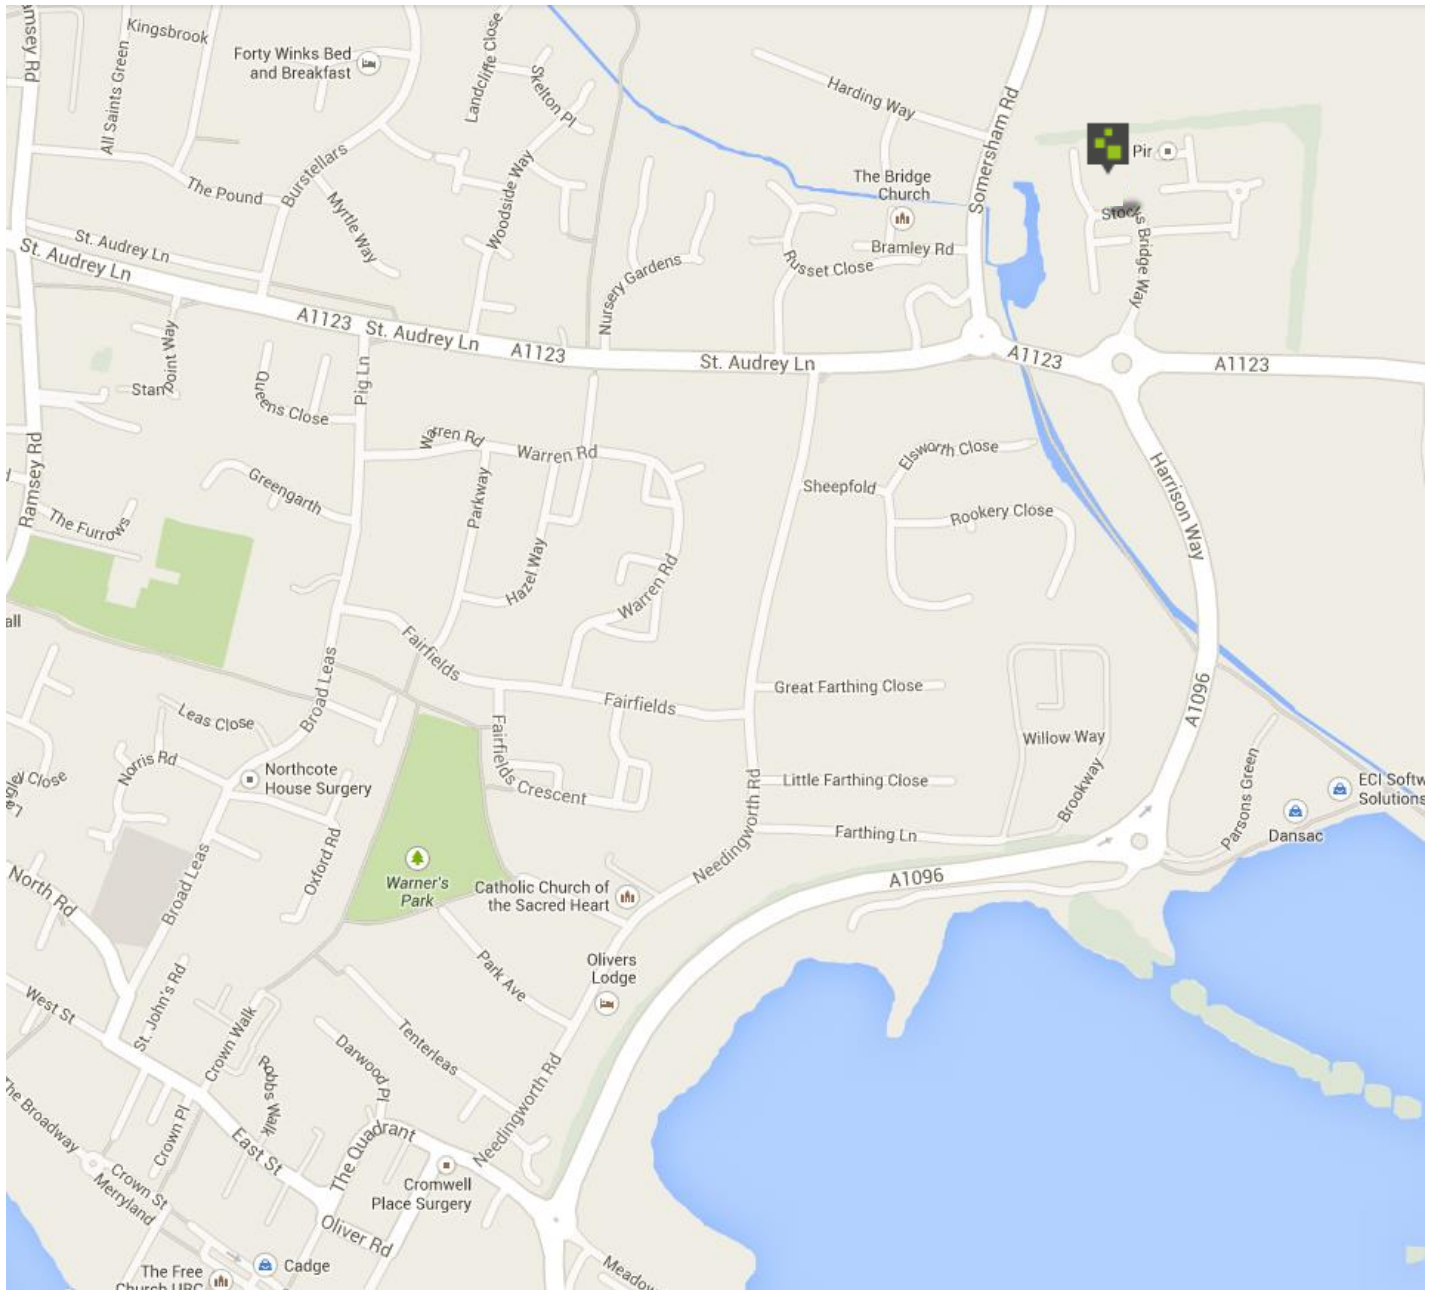 Ramsey Rd
Kingsbrook
All Saints Green
Forty Winks Bed
and Breakfast
Landcliffe Close
Skelton Pl
Harding Way
Somersham Rd
Pir
The Bridge
Church
The Pound
Burstellars
Myrtle Way
Woodside Way
Stocks Bridge Way
St. Audrey Ln
St. Audrey Ln
Bramley Rd
Russet Close
Nursery Gardens
A1123
St. Audrey Ln
A1123
St. Audrey Ln
A1123
A1123
Pig Ln
Queens Close
Warren Rd
Warren Rd
Elsworth Close
Sheepfold
Ramsey Rd
Greengarth
Parkway
Rookery Close
Harrison Way
The Furrows
Hazel Way
Warren Rd
all
Fairfields
Broad Leas
Great Farthing Close
Fairfields
A1096
Leas Close
Fairfields Crescent
Willow Way
Norris Rd
Northcote
House Surgery
Little Farthing Close
Needingworth Rd
Brookway
Parsons Green
ECI Softw
Solutions
Dansac
Farthing Ln
Oxford Rd
Broad Leas
North Rd
Warner's
Park
Catholic Church of
the Sacred Heart
A1096
Olivers
Lodge
Park Ave
West St
St. John's Rd
Crown Walk
Tenterleas
Darwood Pl
Robbs Walk
Needingworth Rd
The Broadway
Crown Pl
East St
The Quadrant
Crown St
Merryland
Cromwell
Place Surgery
Oliver Rd
Cadge
The Free
Church URC
Meadow